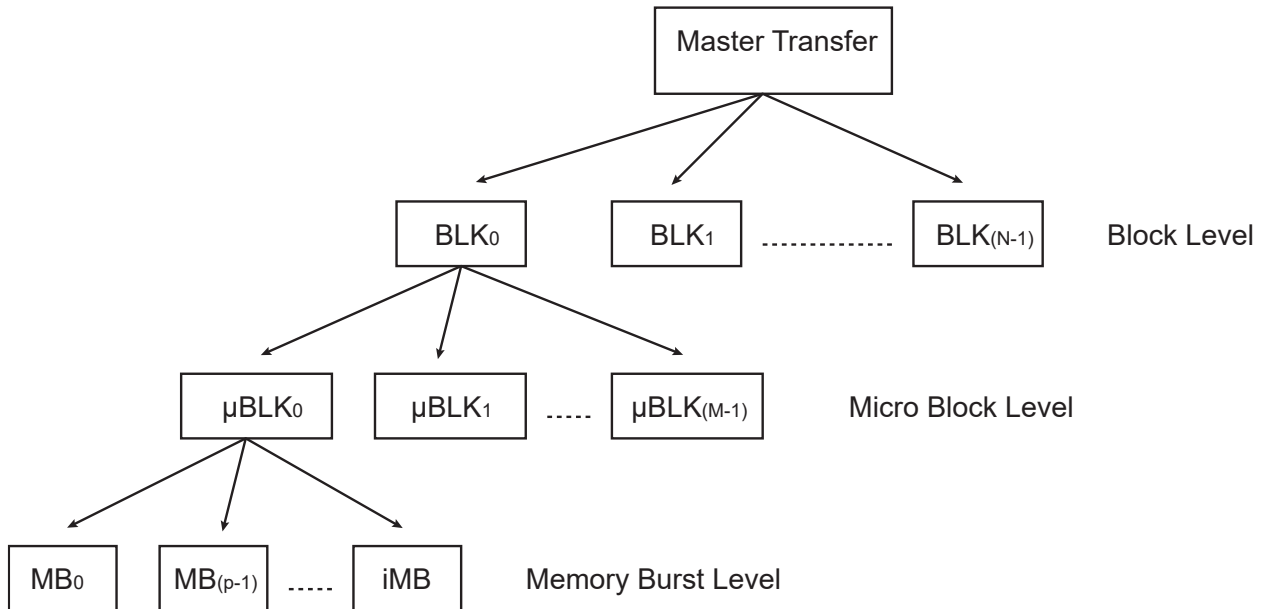 Master Transfer
BLK0 BLK1 BLK(N-1) Block Level
µBLK0 µBLK1 µBLK(M-1) Micro Block Level
MB0 MB(p-1) iMB Memory Burst Level